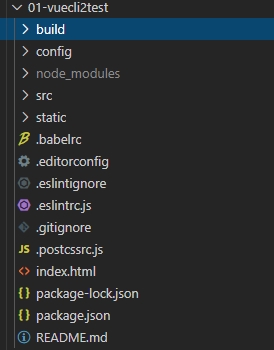 01-vuecli2test
build
config
node_modules
src
static
.babelrc
.editorconfig
.eslintignore
.eslintrc.js
.gitignore
.postcssrc.js
index.html
package-lock.json
package.json
README.md